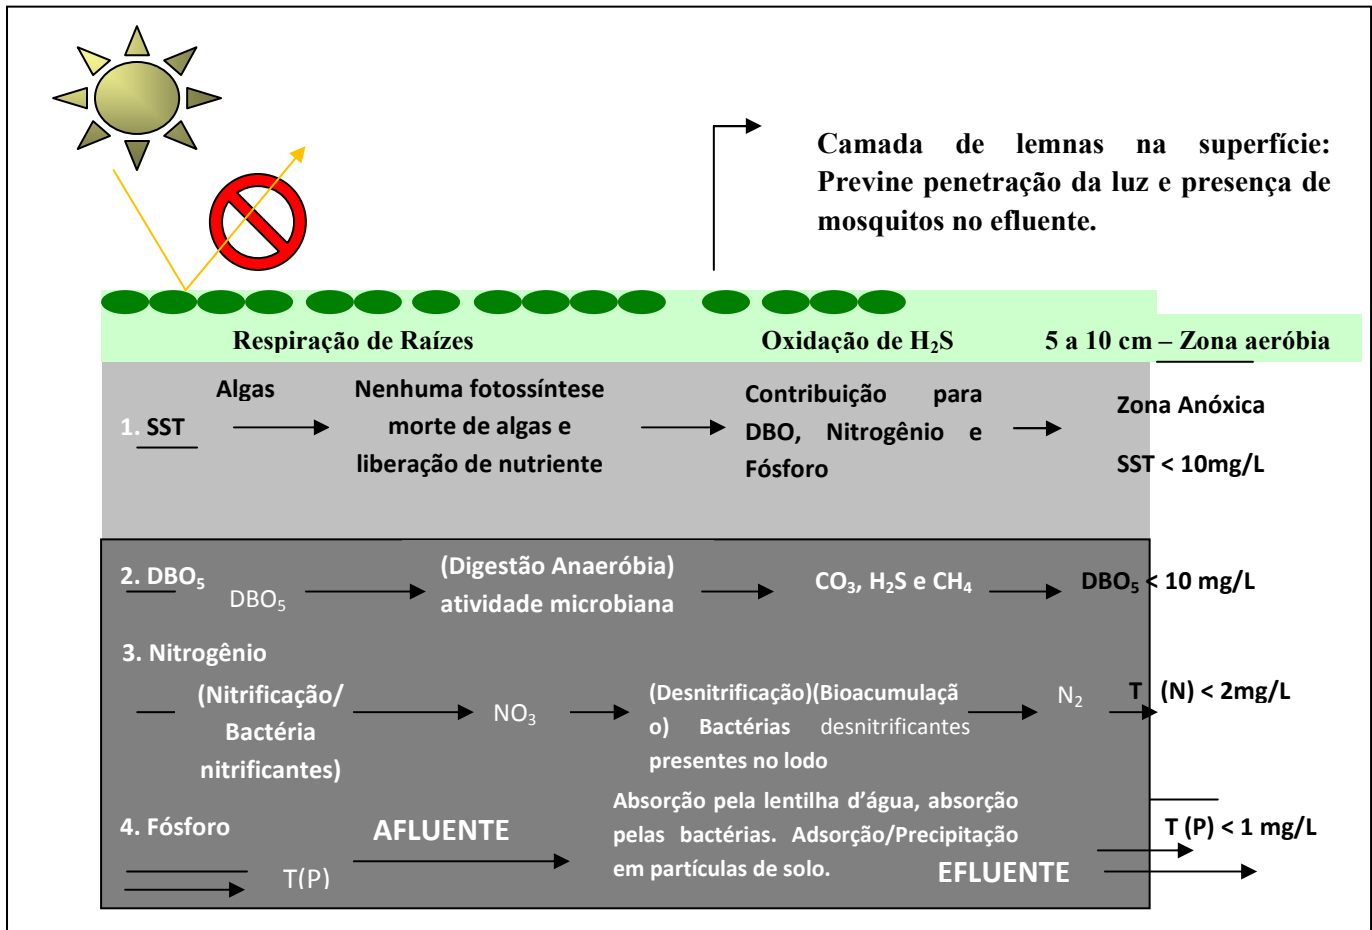 Camada de lemnas na superfície:
Previne penetração da luz e presença de
mosquitos no efluente.
Respiração de Raízes
Oxidação de H₂S
5 a 10 cm – Zona aeróbia
1. SST
Algas
Nenhuma fotossíntese
morte de algas e
liberação de nutriente
Contribuição para
DBO, Nitrogênio e
Fósforo
Zona Anóxica
SST < 10mg/L
2. DBO₅
DBO₅
(Digestão Anaeróbia)
atividade microbiana
CO₃, H₂S e CH₄
DBO₅ < 10 mg/L
3. Nitrogênio
(Nitrificação/
Bactéria
nitrificantes)
NO₃
(Desnitrificação)(Bioacumulaçã
o) Bactérias desnitrificantes
presentes no lodo
N₂
T (N) < 2mg/L
4. Fósforo
T(P)
AFLUENTE
Absorção pela lentilha d'água, absorção
pelas bactérias. Adsorção/Precipitação
em partículas de solo.
EFLUENTE
T (P) < 1 mg/L